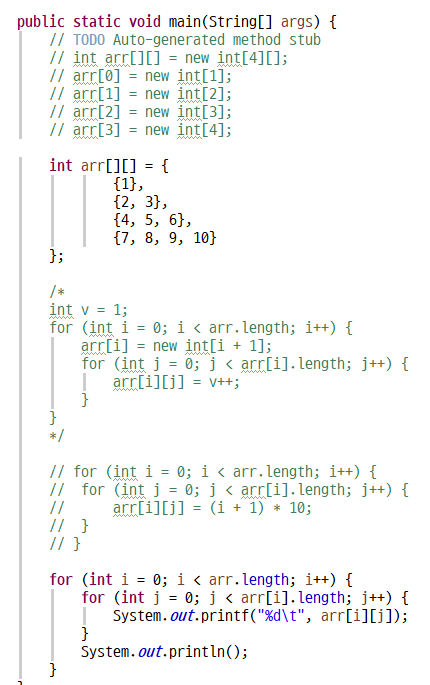 public static void main(String[] args) {
    // TODO Auto-generated method stub
    // int arr[][] = new int[4][];
    // arr[0] = new int[1];
    // arr[1] = new int[2];
    // arr[2] = new int[3];
    // arr[3] = new int[4];

    int arr[][] = {
            {1},
            {2, 3},
            {4, 5, 6},
            {7, 8, 9, 10}
    };

    /*
    int v = 1;
    for (int i = 0; i < arr.length; i++) {
        arr[i] = new int[i + 1];
        for (int j = 0; j < arr[i].length; j++) {
            arr[i][j] = v++;
        }
    }
    */

    // for (int i = 0; i < arr.length; i++) {
    //  for (int j = 0; j < arr[i].length; j++) {
    //      arr[i][j] = (i + 1) * 10;
    //  }
    // }

    for (int i = 0; i < arr.length; i++) {
        for (int j = 0; j < arr[i].length; j++) {
            System.out.printf("%d\t", arr[i][j]);
        }
        System.out.println();
    }
}